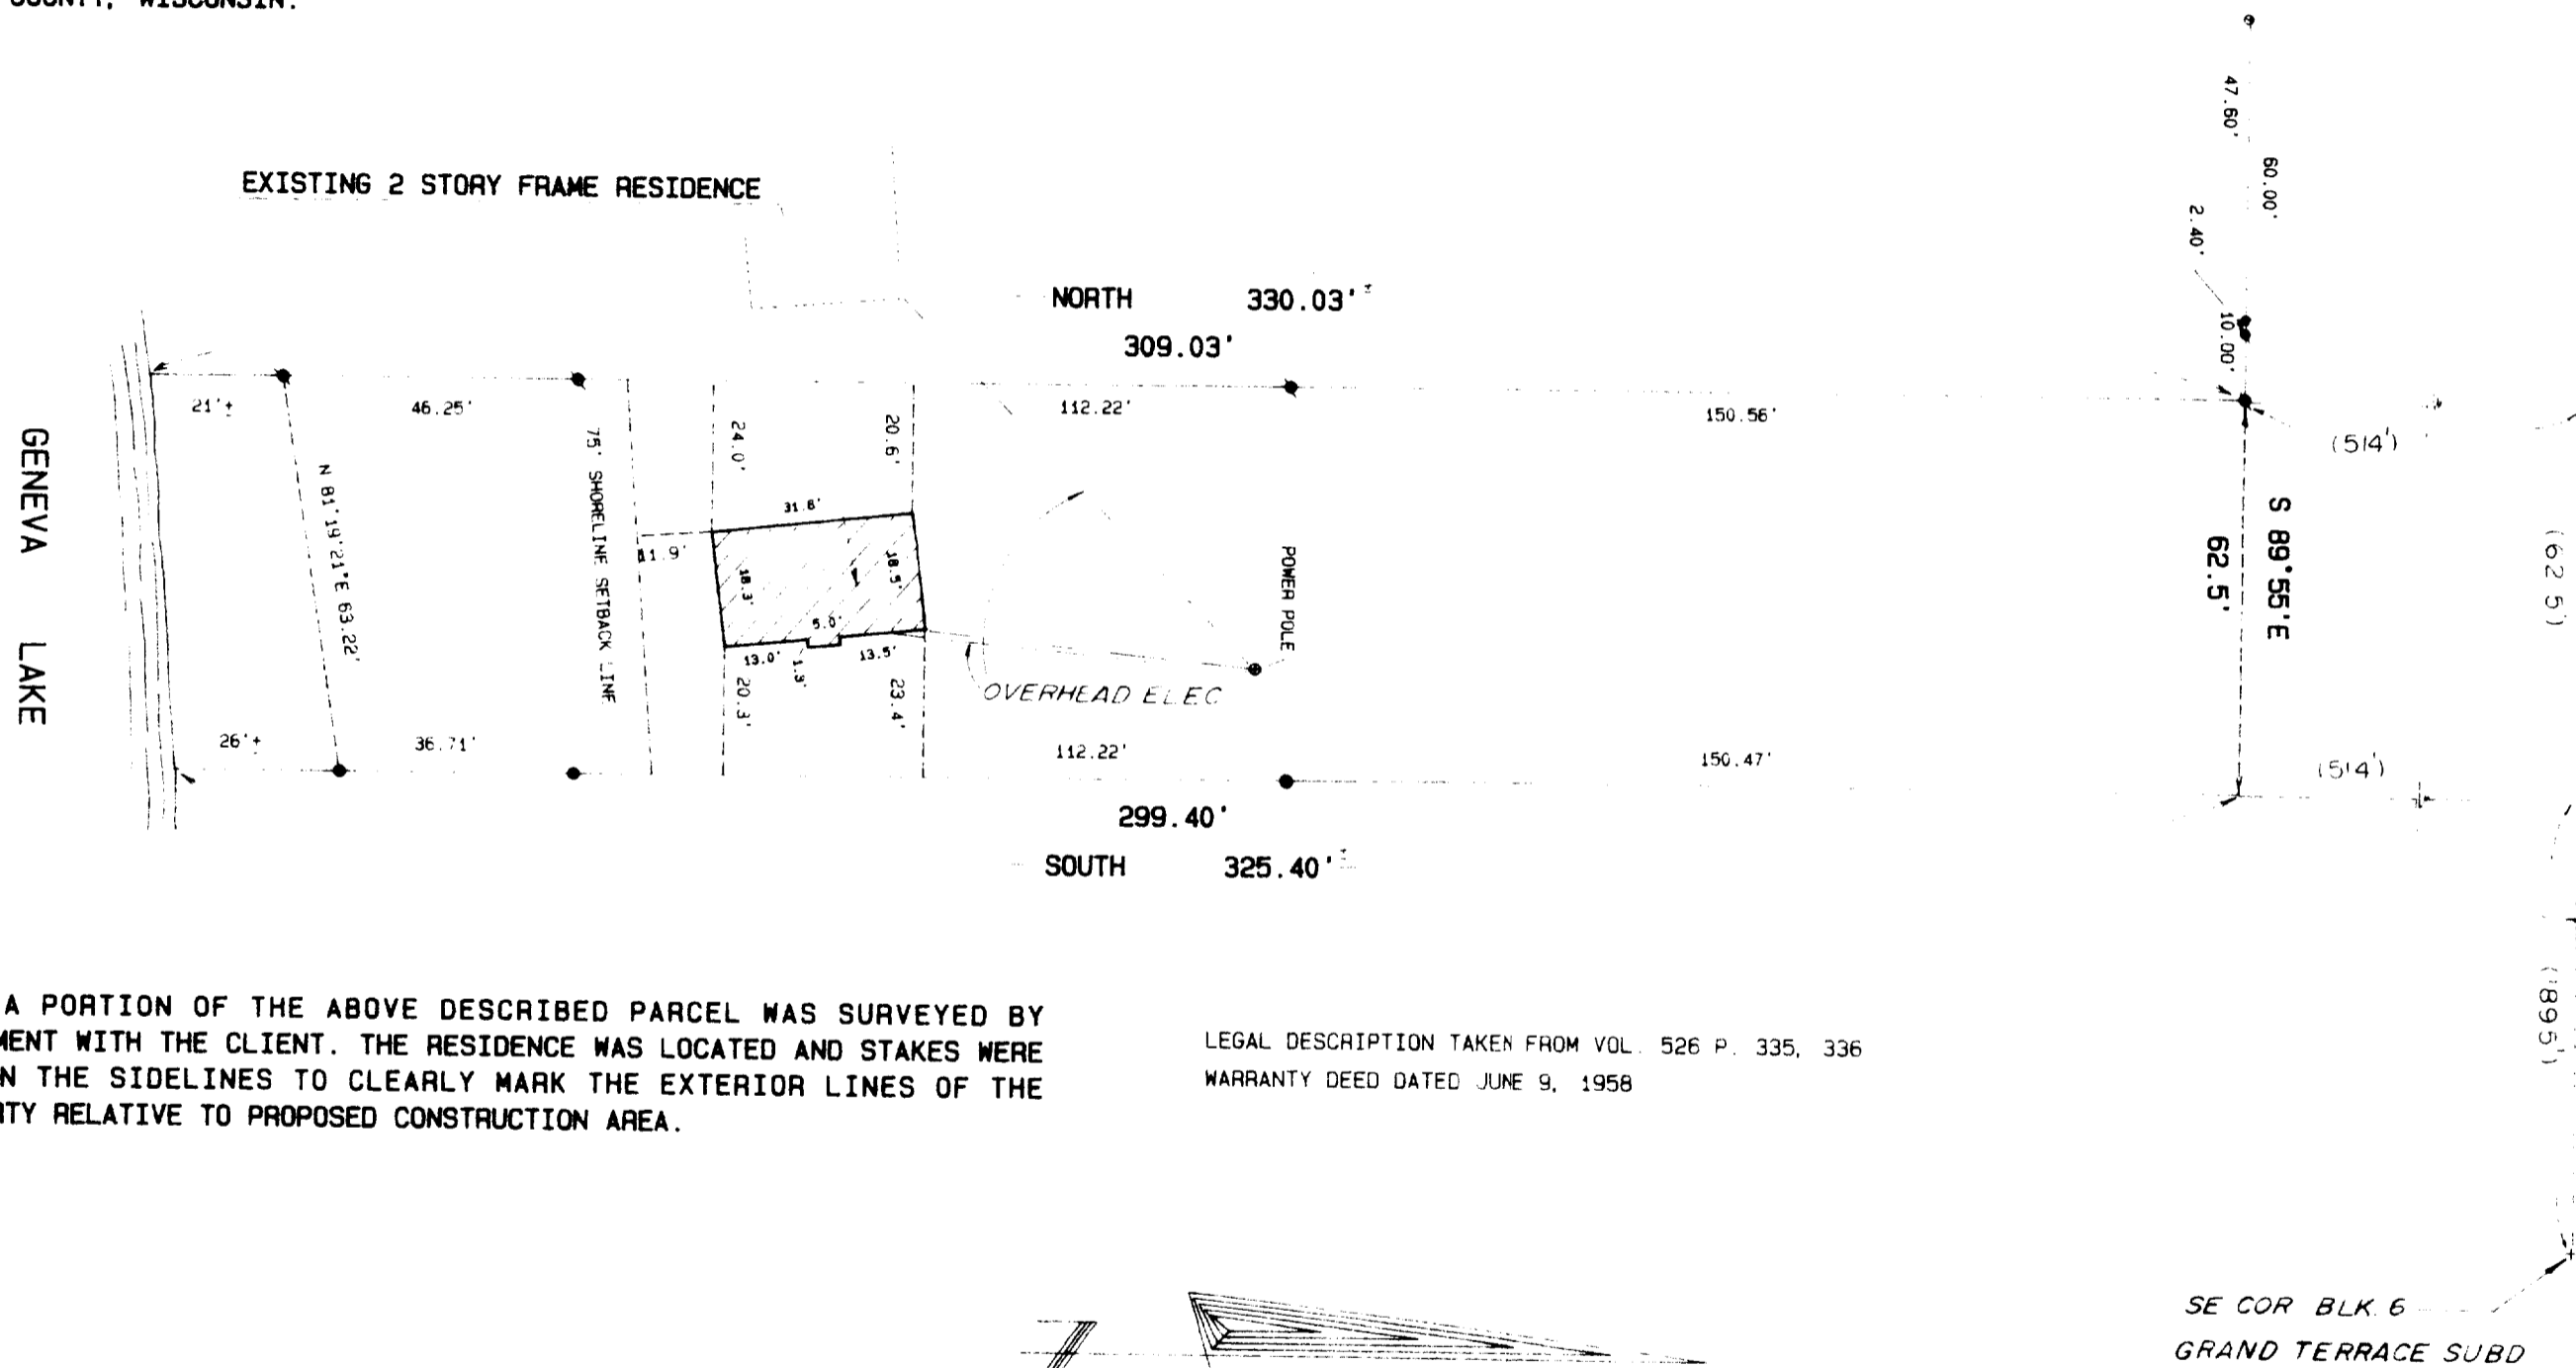 COUNTY, WISCONSIN.
47.60'
60.00'
EXISTING 2 STORY FRAME RESIDENCE
2.40'
NORTH 330.03'±
10.00'
309.03'
21'±
46.25'
112.22'
150.56'
24.0'
20.6'
(514')
GENEVA LAKE
N 81°19'21"E 63.22'
75' SHORELINE SETBACK LINE
31.6'
11.9'
18.3'
18.5'
5.0'
13.0'
1.3'
13.5'
20.3'
23.4'
POWER POLE
OVERHEAD ELEC
S 89°55'E
62.5'
(62.5')
26'±
36.71'
112.22'
150.47'
(514')
299.40'
SOUTH 325.40'±
A PORTION OF THE ABOVE DESCRIBED PARCEL WAS SURVEYED BY
MENT WITH THE CLIENT. THE RESIDENCE WAS LOCATED AND STAKES WERE
N THE SIDELINES TO CLEARLY MARK THE EXTERIOR LINES OF THE
TY RELATIVE TO PROPOSED CONSTRUCTION AREA.
LEGAL DESCRIPTION TAKEN FROM VOL. 526 P. 335, 336
WARRANTY DEED DATED JUNE 9, 1958
SE COR BLK. 6
GRAND TERRACE SUBD